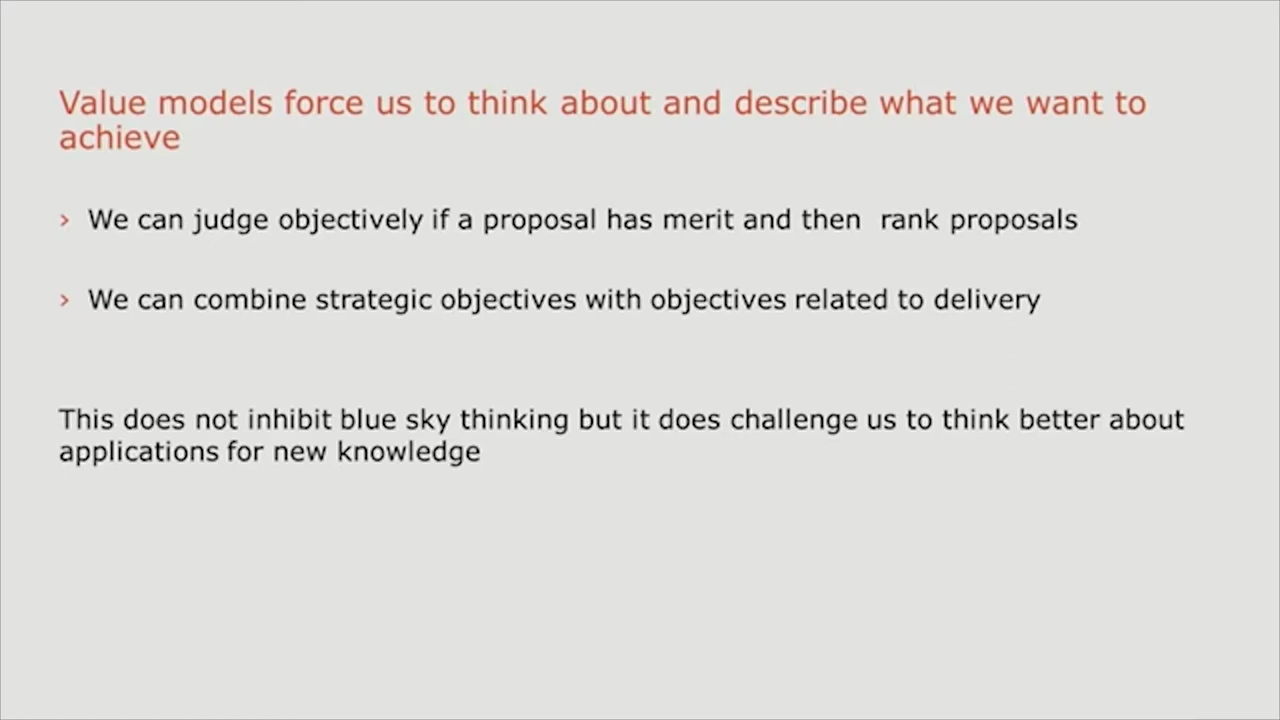 Value models force us to think about and describe what we want to
achieve
› We can judge objectively if a proposal has merit and then  rank proposals
› We can combine strategic objectives with objectives related to delivery
This does not inhibit blue sky thinking but it does challenge us to think better about
applications for new knowledge